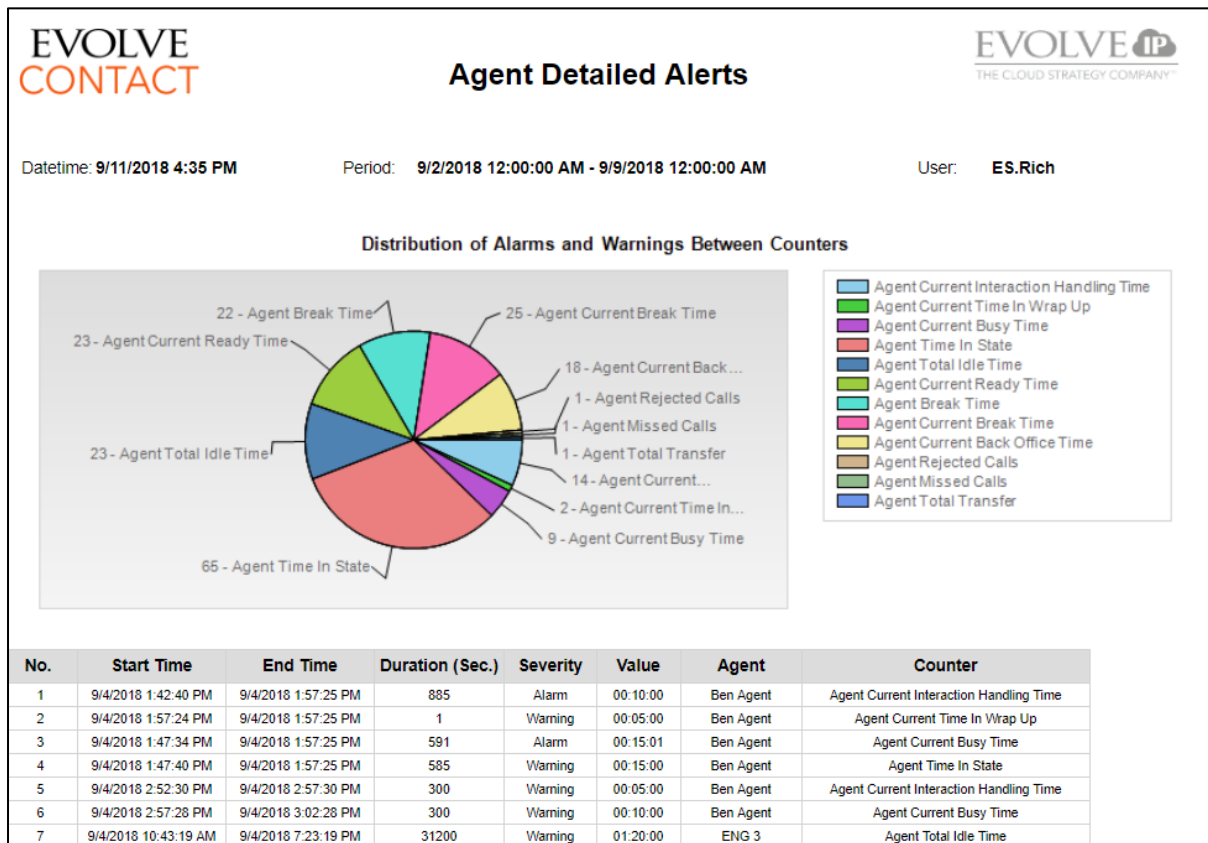 EVOLVE
CONTACT
Agent Detailed Alerts
EVOLVE IP
THE CLOUD STRATEGY COMPANY™
Datetime: 9/11/2018 4:35 PM Period: 9/2/2018 12:00:00 AM - 9/9/2018 12:00:00 AM User: ES.Rich
Distribution of Alarms and Warnings Between Counters
22 - Agent Break Time
25 - Agent Current Break Time
23 - Agent Current Ready Time
18 - Agent Current Back...
1 - Agent Rejected Calls
1 - Agent Missed Calls
23 - Agent Total Idle Time
1 - Agent Total Transfer
14 - Agent Current...
2 - Agent Current Time In...
9 - Agent Current Busy Time
65 - Agent Time In State
Agent Current Interaction Handling Time
Agent Current Time In Wrap Up
Agent Current Busy Time
Agent Time In State
Agent Total Idle Time
Agent Current Ready Time
Agent Break Time
Agent Current Break Time
Agent Current Back Office Time
Agent Rejected Calls
Agent Missed Calls
Agent Total Transfer
No. Start Time End Time Duration (Sec.) Severity Value Agent Counter
1 9/4/2018 1:42:40 PM 9/4/2018 1:57:25 PM 885 Alarm 00:10:00 Ben Agent Agent Current Interaction Handling Time
2 9/4/2018 1:57:24 PM 9/4/2018 1:57:25 PM 1 Warning 00:05:00 Ben Agent Agent Current Time In Wrap Up
3 9/4/2018 1:47:34 PM 9/4/2018 1:57:25 PM 591 Alarm 00:15:01 Ben Agent Agent Current Busy Time
4 9/4/2018 1:47:40 PM 9/4/2018 1:57:25 PM 585 Warning 00:15:00 Ben Agent Agent Time In State
5 9/4/2018 2:52:30 PM 9/4/2018 2:57:30 PM 300 Warning 00:05:00 Ben Agent Agent Current Interaction Handling Time
6 9/4/2018 2:57:28 PM 9/4/2018 3:02:28 PM 300 Warning 00:10:00 Ben Agent Agent Current Busy Time
7 9/4/2018 10:43:19 AM 9/4/2018 7:23:19 PM 31200 Warning 01:20:00 ENG 3 Agent Total Idle Time